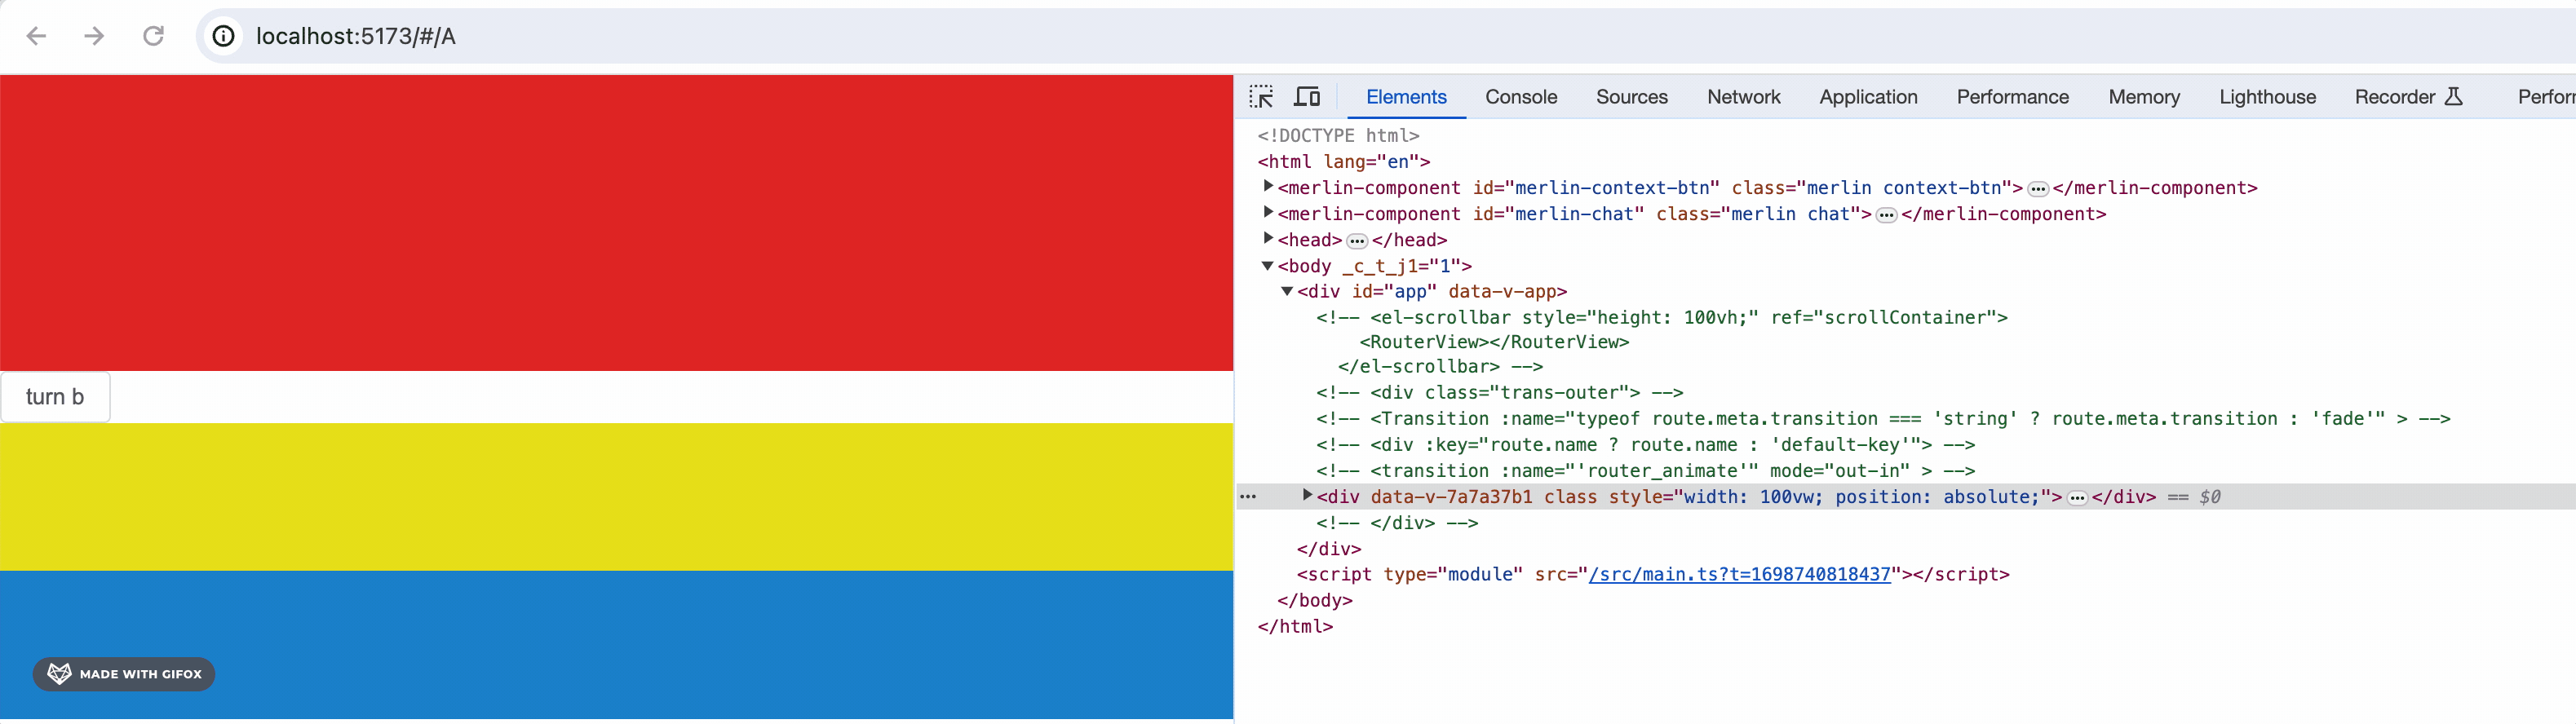 localhost:5173/#/A
Elements Console Sources Network Application Performance Memory Lighthouse Recorder Perfor
<!DOCTYPE html>
<html lang="en">
<merlin-component id="merlin-context-btn" class="merlin context-btn">…</merlin-component>
<merlin-component id="merlin-chat" class="merlin chat">…</merlin-component>
<head>…</head>
<body _c_t_j1="1">
<div id="app" data-v-app>
<!-- <el-scrollbar style="height: 100vh;" ref="scrollContainer">
<RouterView></RouterView>
</el-scrollbar> -->
<!-- <div class="trans-outer"> -->
<!-- <Transition :name="typeof route.meta.transition === 'string' ? route.meta.transition : 'fade'" > -->
<!-- <div :key="route.name ? route.name : 'default-key'"> -->
<!-- <transition :name="'router_animate'" mode="out-in" > -->
<div data-v-7a7a37b1 class style="width: 100vw; position: absolute;">…</div> == $0
<!-- </div> -->
</div>
<script type="module" src="/src/main.ts?t=1698740818437"></script>
</body>
</html>
turn b
MADE WITH GIFOX